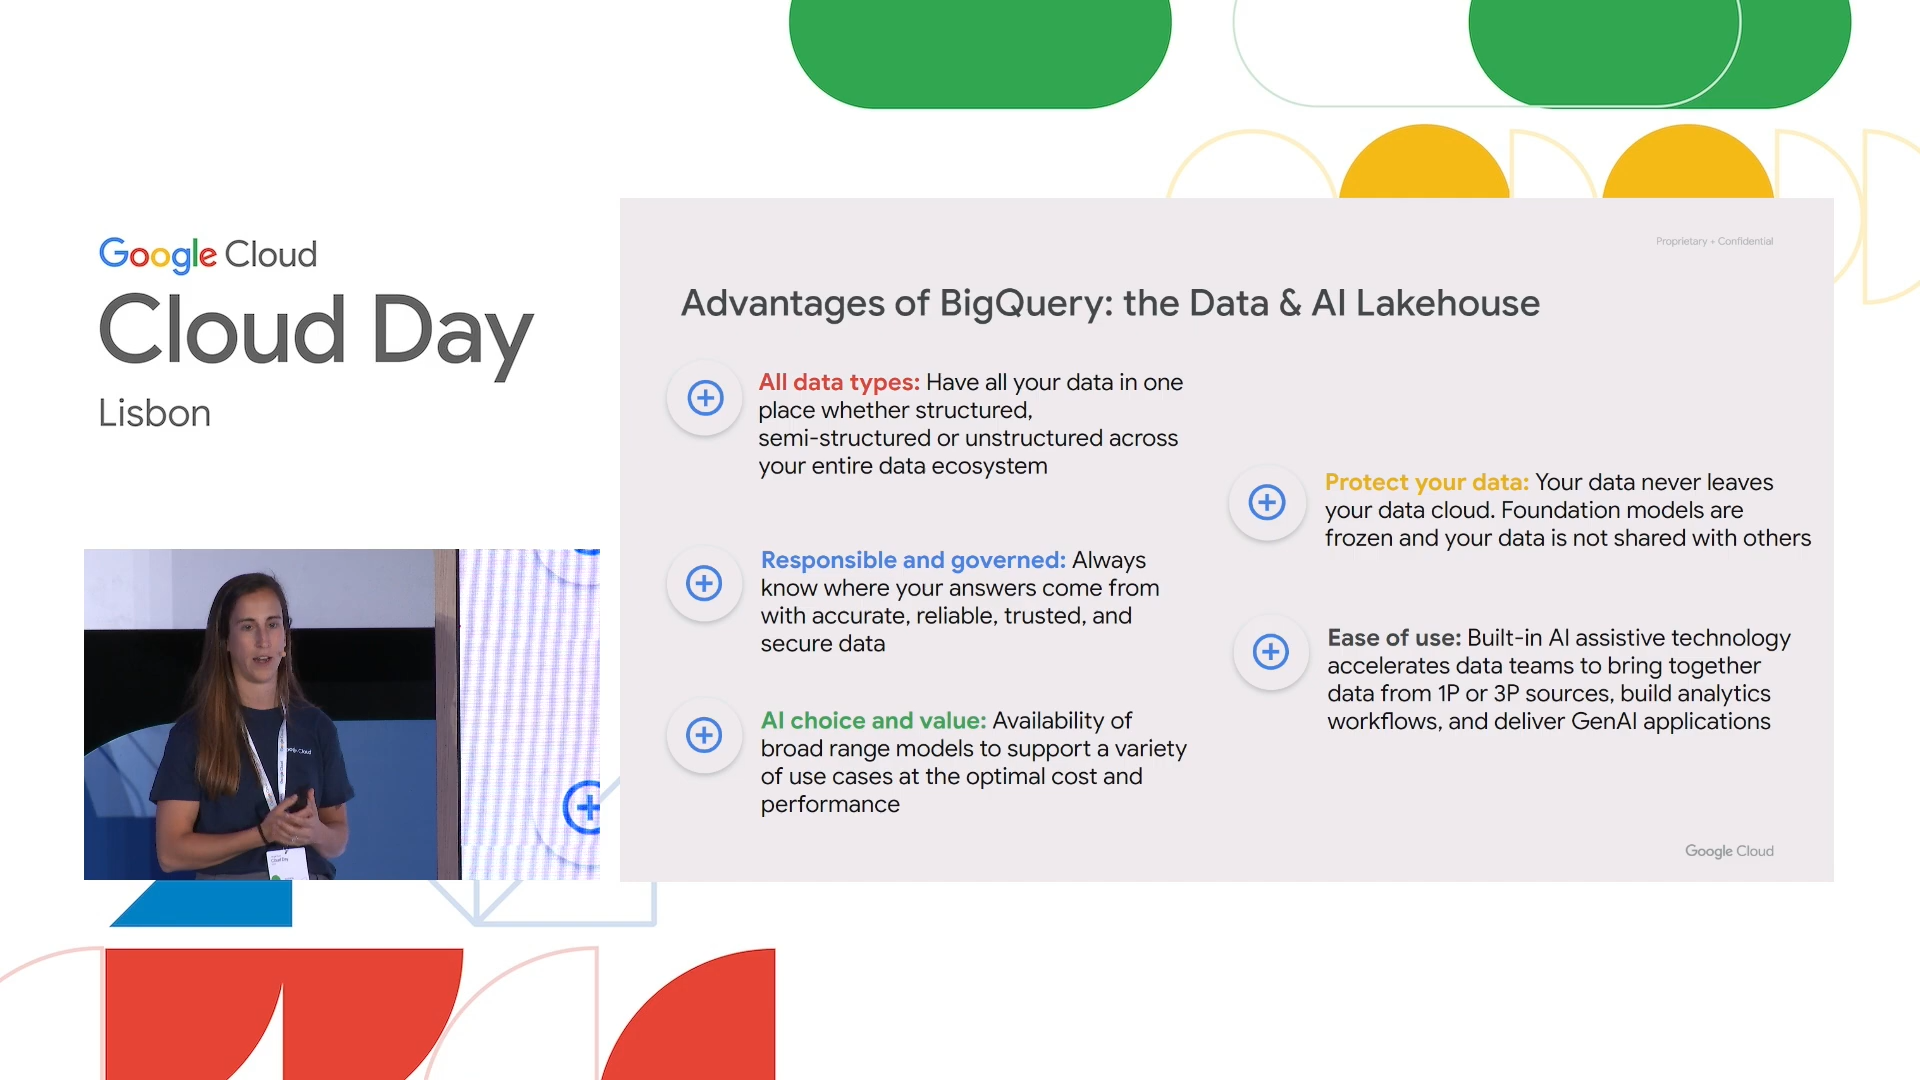 Google Cloud
Cloud Day
Lisbon
Proprietary + Confidential
Advantages of BigQuery: the Data & AI Lakehouse
All data types: Have all your data in one
place whether structured,
semi-structured or unstructured across
your entire data ecosystem
Responsible and governed: Always
know where your answers come from
with accurate, reliable, trusted, and
secure data
AI choice and value: Availability of
broad range models to support a variety
of use cases at the optimal cost and
performance
Protect your data: Your data never leaves
your data cloud. Foundation models are
frozen and your data is not shared with others
Ease of use: Built-in AI assistive technology
accelerates data teams to bring together
data from 1P or 3P sources, build analytics
workflows, and deliver GenAI applications
Google Cloud
Cloud
Cloud Day